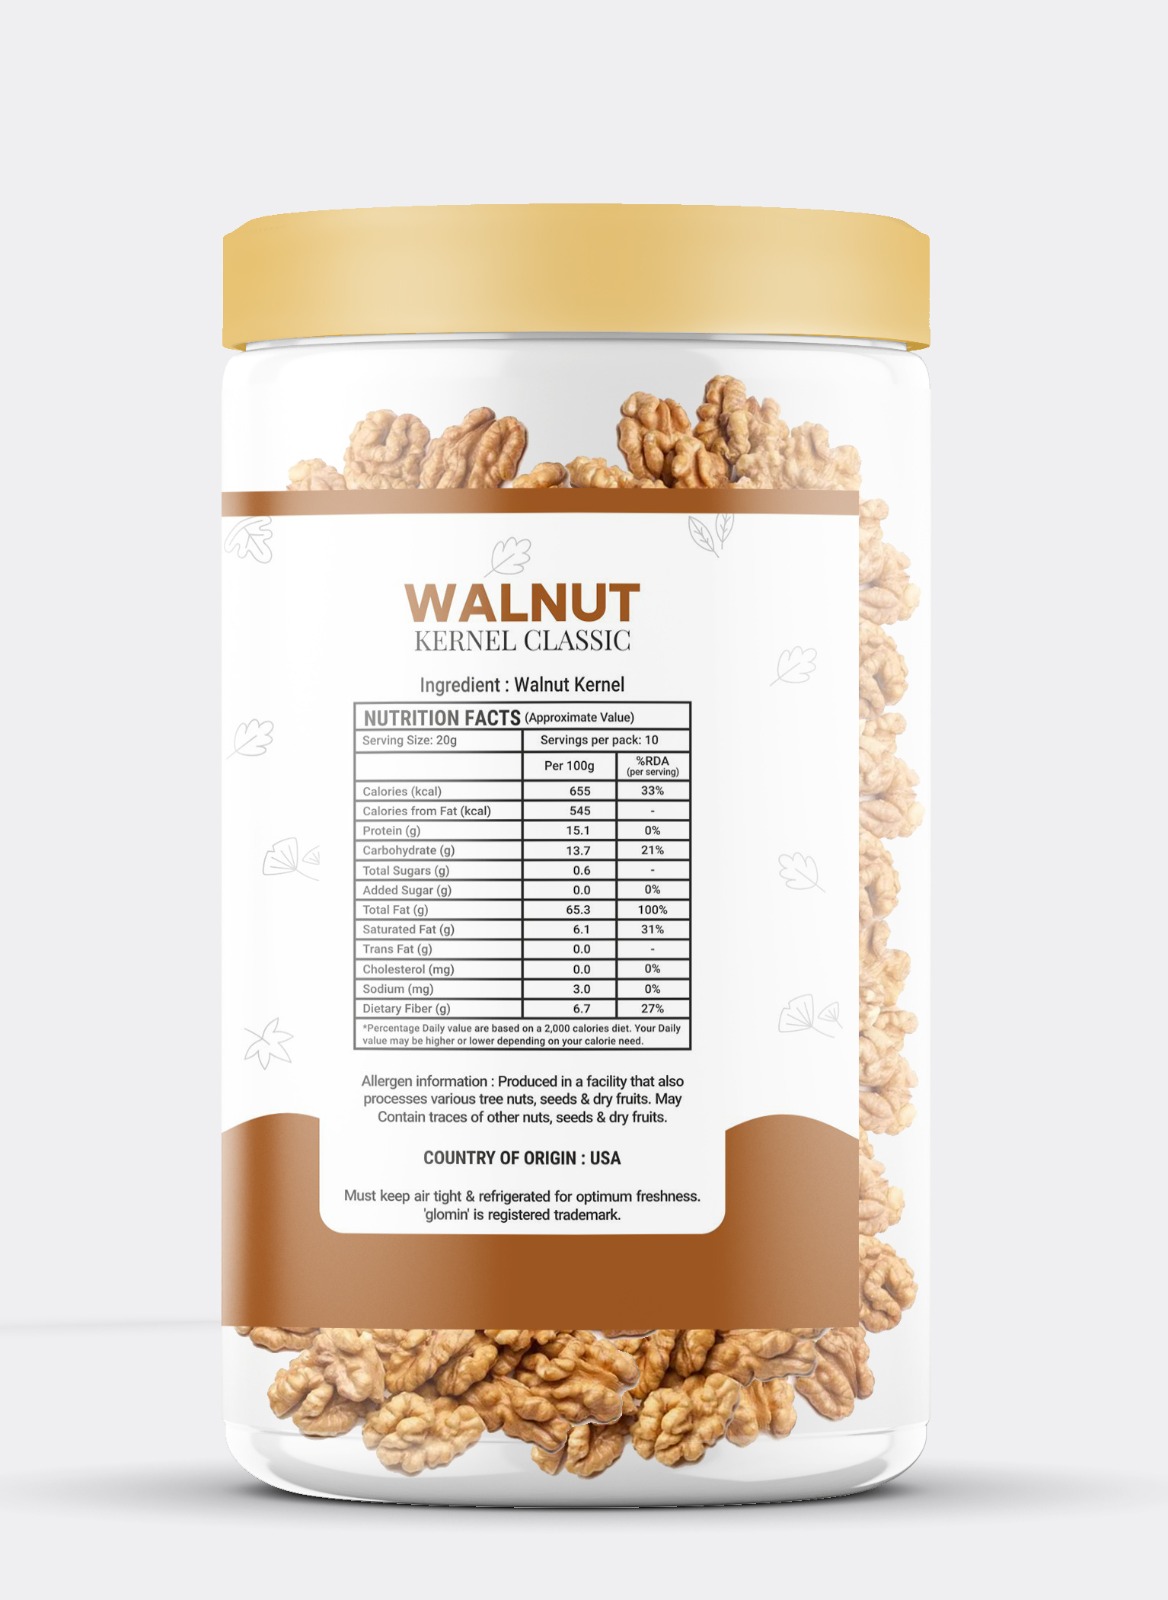 WALNUT
KERNEL CLASSIC
Ingredient : Walnut Kernel
NUTRITION FACTS (Approximate Value)
Serving Size: 20g Servings per pack: 10
Per 100g %RDA (per serving)
Calories (kcal) 655 33%
Calories from Fat (kcal) 545 -
Protein (g) 15.1 0%
Carbohydrate (g) 13.7 21%
Total Sugars (g) 0.6 -
Added Sugar (g) 0.0 0%
Total Fat (g) 65.3 100%
Saturated Fat (g) 6.1 31%
Trans Fat (g) 0.0 -
Cholesterol (mg) 0.0 0%
Sodium (mg) 3.0 0%
Dietary Fiber (g) 6.7 27%
*Percentage Daily value are based on a 2,000 calories diet. Your Daily
value may be higher or lower depending on your calorie need.
Allergen information : Produced in a facility that also
processes various tree nuts, seeds & dry fruits. May
Contain traces of other nuts, seeds & dry fruits.
COUNTRY OF ORIGIN : USA
Must keep air tight & refrigerated for optimum freshness.
'glomin' is registered trademark.